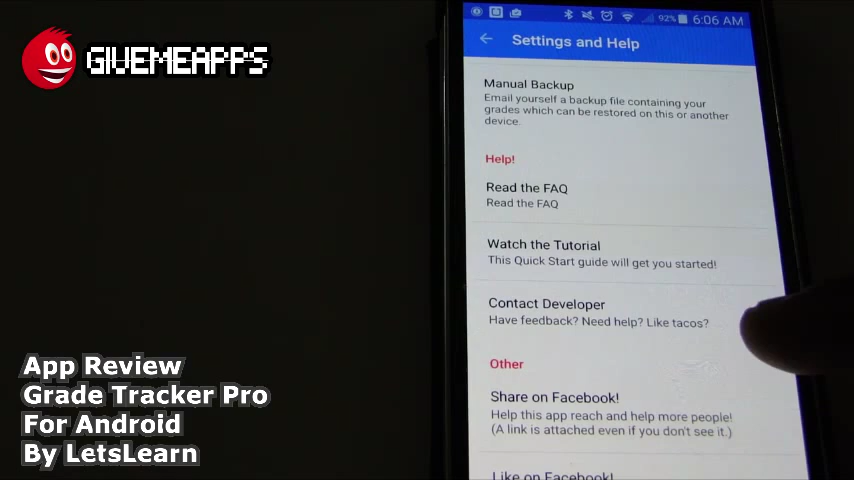 GIVEMEAPPS
92% 6:06 AM
Settings and Help
Manual Backup
Email yourself a backup file containing your
grades which can be restored on this or another
device.
Help!
Read the FAQ
Read the FAQ
Watch the Tutorial
This Quick Start guide will get you started!
Contact Developer
Have feedback? Need help? Like tacos?
Other
Share on Facebook!
Help this app reach and help more people!
(A link is attached even if you don't see it.)
Like on Facebook!
App Review
Grade Tracker Pro
For Android
By LetsLearn